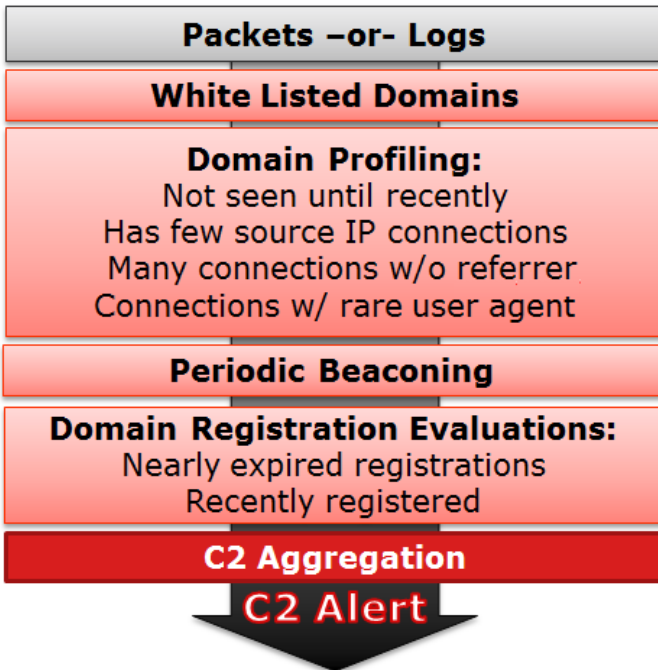 Packets –or- Logs
White Listed Domains
Domain Profiling:
Not seen until recently
Has few source IP connections
Many connections w/o referrer
Connections w/ rare user agent
Periodic Beaconing
Domain Registration Evaluations:
Nearly expired registrations
Recently registered
C2 Aggregation
C2 Alert